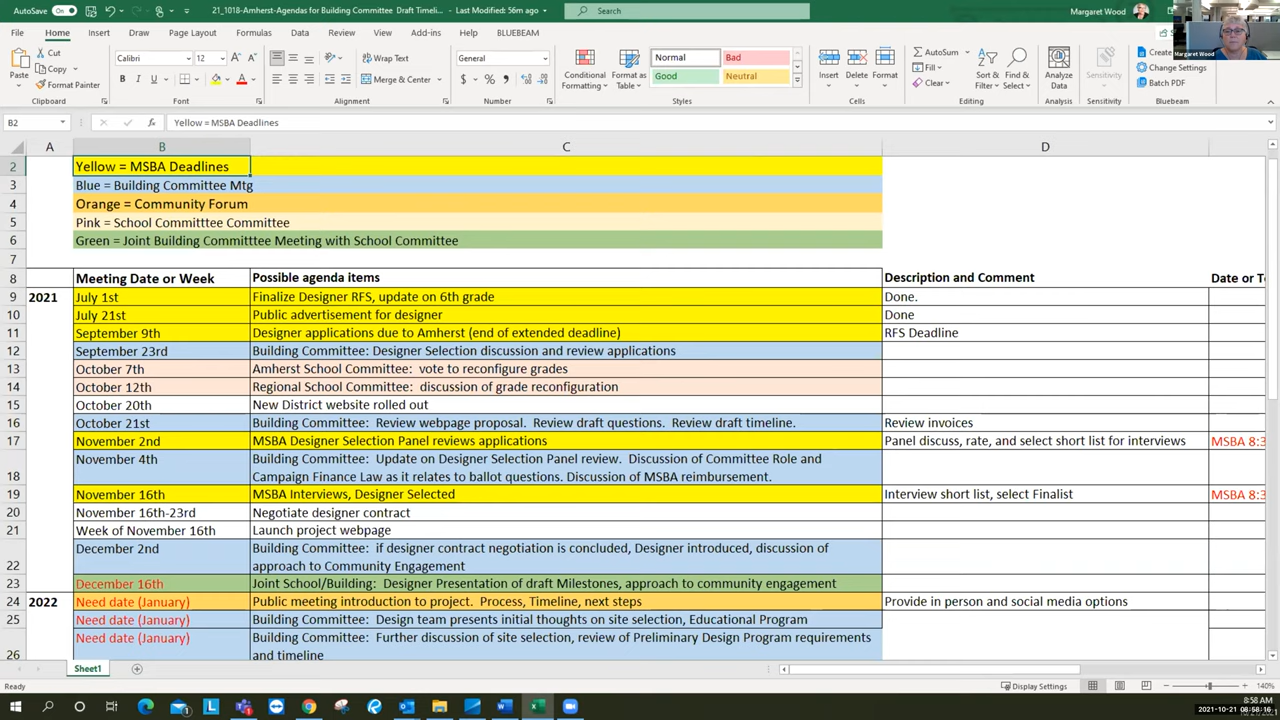 AutoSave On 21_1018-Amherst-Agendas for Building Committee Draft Timeli... - Last Modified: 56m ago Search Margaret Wood
File Home Insert Draw Page Layout Formulas Data Review View Add-ins Help BLUEBEAM
Margaret Wood
Paste Cut Copy Format Painter Clipboard
Calibri 12 B I U A Font
Wrap Text Merge & Center Alignment
General $ % Number
Conditional Formatting Format as Table Normal Bad Good Neutral Styles
Insert Delete Format Cells
AutoSum Fill Clear Sort & Filter Find & Select Editing
Analyze Data Analysis
Sensitivity Sensitivity
Change Settings Batch PDF Bluebeam
B2 fx Yellow = MSBA Deadlines
A B C D
2 Yellow = MSBA Deadlines
3 Blue = Building Committee Mtg
4 Orange = Community Forum
5 Pink = School Committtee Committee
6 Green = Joint Building Committtee Meeting with School Committee
7
8 Meeting Date or Week Possible agenda items Description and Comment Date or T
9 2021 July 1st Finalize Designer RFS, update on 6th grade Done.
10 July 21st Public advertisement for designer Done
11 September 9th Designer applications due to Amherst (end of extended deadline) RFS Deadline
12 September 23rd Building Committee: Designer Selection discussion and review applications
13 October 7th Amherst School Committee: vote to reconfigure grades
14 October 12th Regional School Committee: discussion of grade reconfiguration
15 October 20th New District website rolled out
16 October 21st Building Committee: Review webpage proposal. Review draft questions. Review draft timeline. Review invoices
17 November 2nd MSBA Designer Selection Panel reviews applications Panel discuss, rate, and select short list for interviews MSBA 8:3
November 4th Building Committee: Update on Designer Selection Panel review. Discussion of Committee Role and
18 Campaign Finance Law as it relates to ballot questions. Discussion of MSBA reimbursement.
19 November 16th MSBA Interviews, Designer Selected Interview short list, select Finalist MSBA 8:3
20 November 16th-23rd Negotiate designer contract
21 Week of November 16th Launch project webpage
December 2nd Building Committee: if designer contract negotiation is concluded, Designer introduced, discussion of
22 approach to Community Engagement
23 December 16th Joint School/Building: Designer Presentation of draft Milestones, approach to community engagement
24 2022 Need date (January) Public meeting introduction to project. Process, Timeline, next steps Provide in person and social media options
25 Need date (January) Building Committee: Design team presents initial thoughts on site selection, Educational Program
Need date (January) Building Committee: Further discussion of site selection, review of Preliminary Design Program requirements
26 and timeline
Sheet1
Ready Display Settings 140%
8:58 AM
2021-10-21 08:58:16